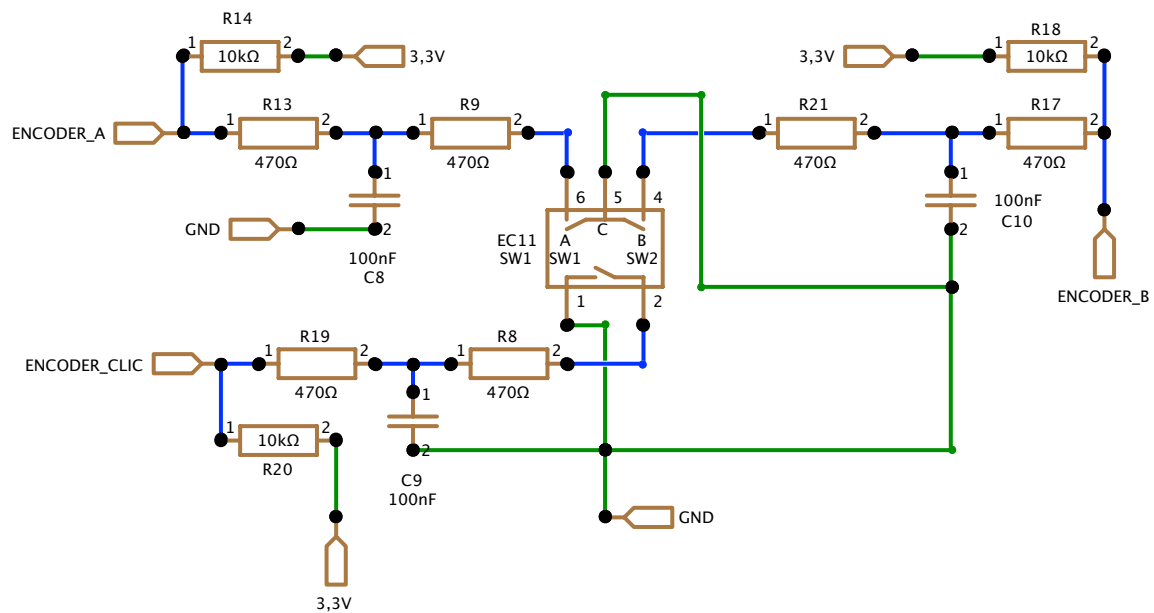 R14
1 10kΩ 2
3,3V
R18
3,3V
1 10kΩ 2
ENCODER_A
R13
1 2
470Ω
R9
1 2
470Ω
R21
1 2
470Ω
R17
1 2
470Ω
1
2
100nF
C8
GND
6 5 4
A C B
EC11
SW1
SW1 SW2
1 2
1
100nF
C10
2
ENCODER_B
ENCODER_CLIC
R19
1 2
470Ω
R8
1 2
470Ω
1
2
C9
100nF
1 10kΩ 2
R20
GND
3,3V